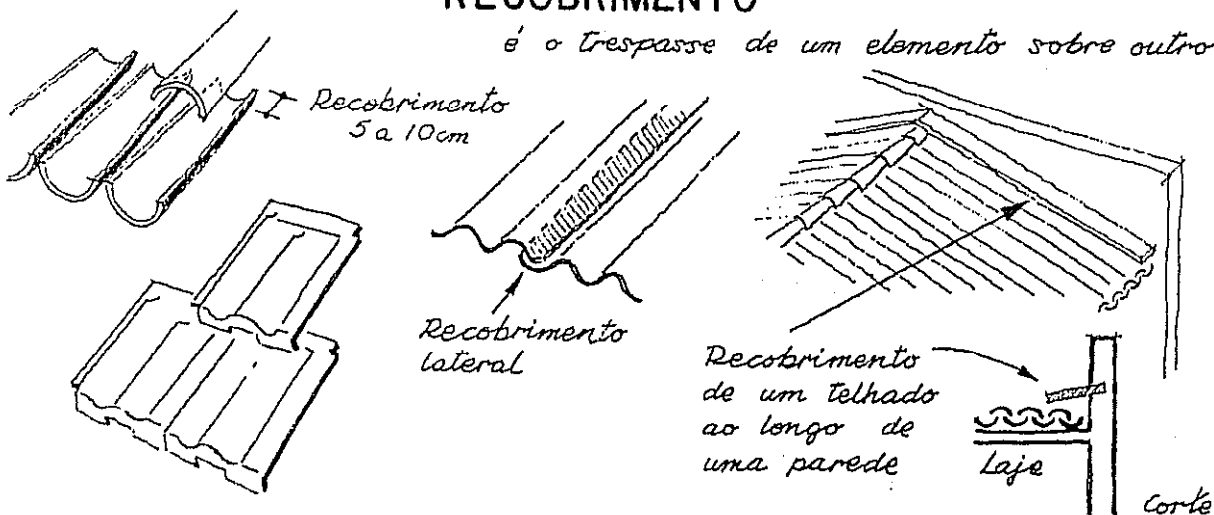 RECOBRIMENTO
é o trespasse de um elemento sobre outro
Recobrimento
5 a 10cm
Recobrimento
lateral
Recobrimento
de um telhado
ao longo de
uma parede
Laje
Corte